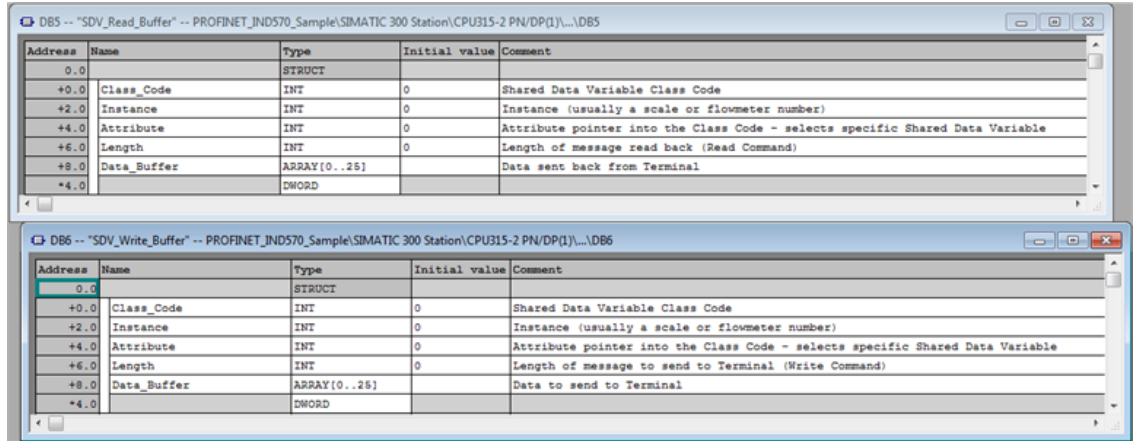 DB5 -- "SDV_Read_Buffer" -- PROFINET_IND570_Sample\SIMATIC 300 Station\CPU315-2 PN/DP(1)\...\DB5
Address Name Type Initial value Comment
0.0 STRUCT
+0.0 Class_Code INT 0 Shared Data Variable Class Code
+2.0 Instance INT 0 Instance (usually a scale or flowmeter number)
+4.0 Attribute INT 0 Attribute pointer into the Class Code - selects specific Shared Data Variable
+6.0 Length INT 0 Length of message read back (Read Command)
+8.0 Data_Buffer ARRAY[0..25] Data sent back from Terminal
*4.0 DWORD
DB6 -- "SDV_Write_Buffer" -- PROFINET_IND570_Sample\SIMATIC 300 Station\CPU315-2 PN/DP(1)\...\DB6
Address Name Type Initial value Comment
0.0 STRUCT
+0.0 Class_Code INT 0 Shared Data Variable Class Code
+2.0 Instance INT 0 Instance (usually a scale or flowmeter number)
+4.0 Attribute INT 0 Attribute pointer into the Class Code - selects specific Shared Data Variable
+6.0 Length INT 0 Length of message to send to Terminal (Write Command)
+8.0 Data_Buffer ARRAY[0..25] Data to send to Terminal
*4.0 DWORD